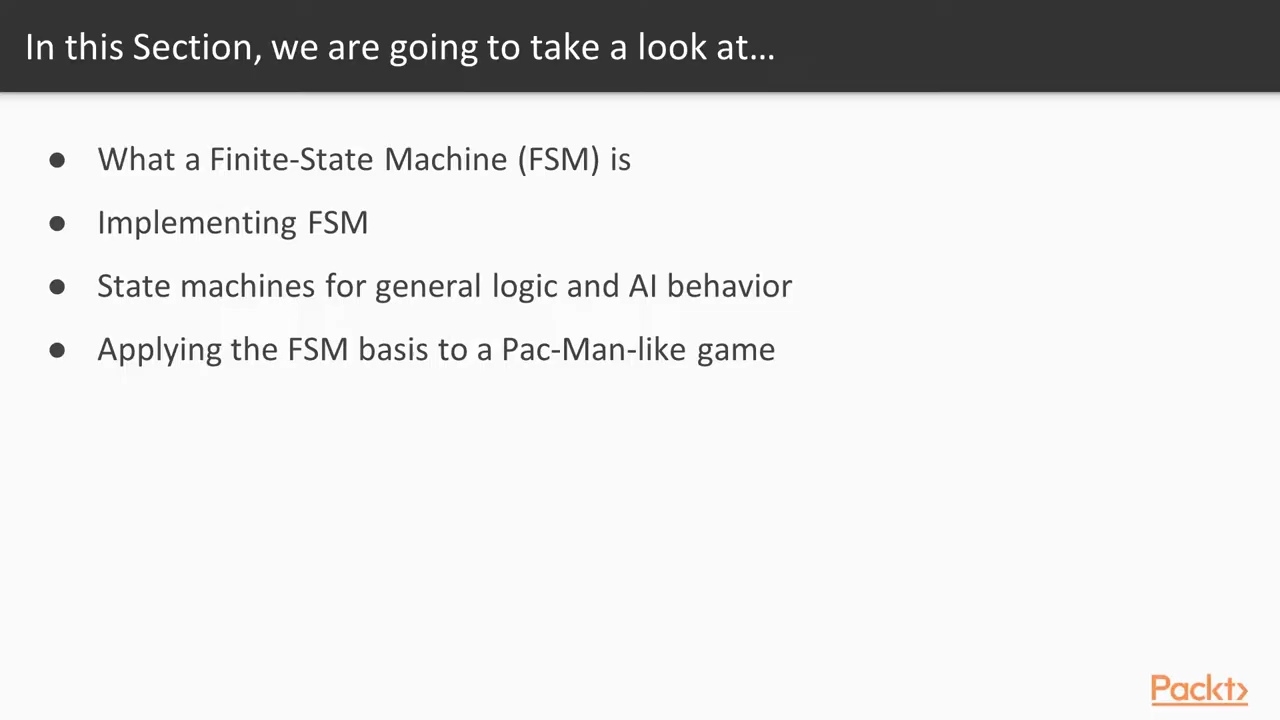 In this Section, we are going to take a look at...
● What a Finite-State Machine (FSM) is
● Implementing FSM
● State machines for general logic and AI behavior
● Applying the FSM basis to a Pac-Man-like game
Packt>